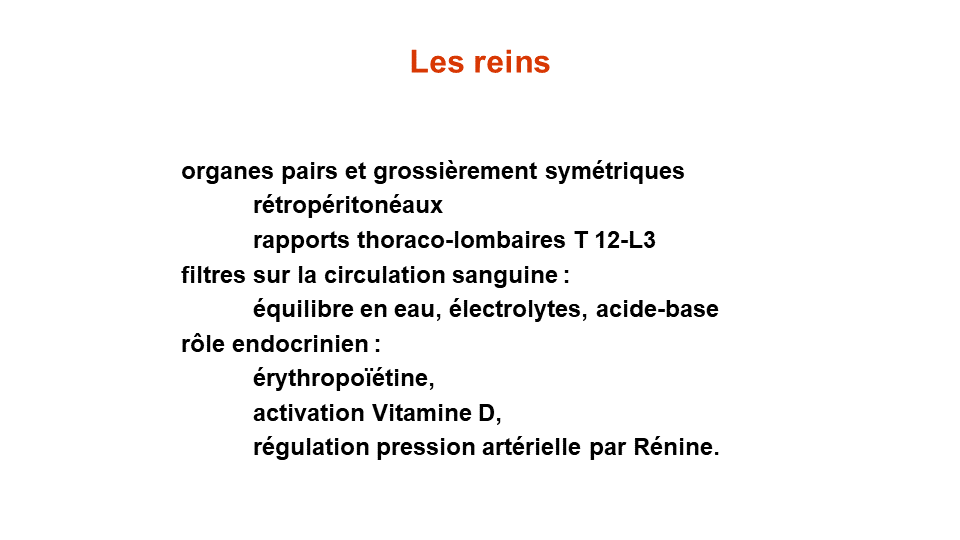 Les reins
organes pairs et grossièrement symétriques
rétropéritonéaux
rapports thoraco-lombaires T 12-L3
filtres sur la circulation sanguine :
équilibre en eau, électrolytes, acide-base
rôle endocrinien :
érythropoïétine,
activation Vitamine D,
régulation pression artérielle par Rénine.